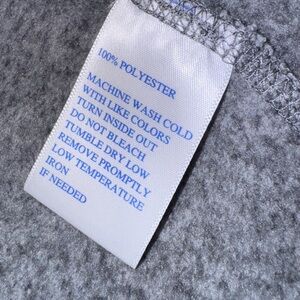 100% POLYESTER
MACHINE WASH COLD
WITH LIKE COLORS
TURN INSIDE OUT
DO NOT BLEACH
TUMBLE DRY LOW
REMOVE PROMPTLY
LOW TEMPERATURE
IRON
IF NEEDED